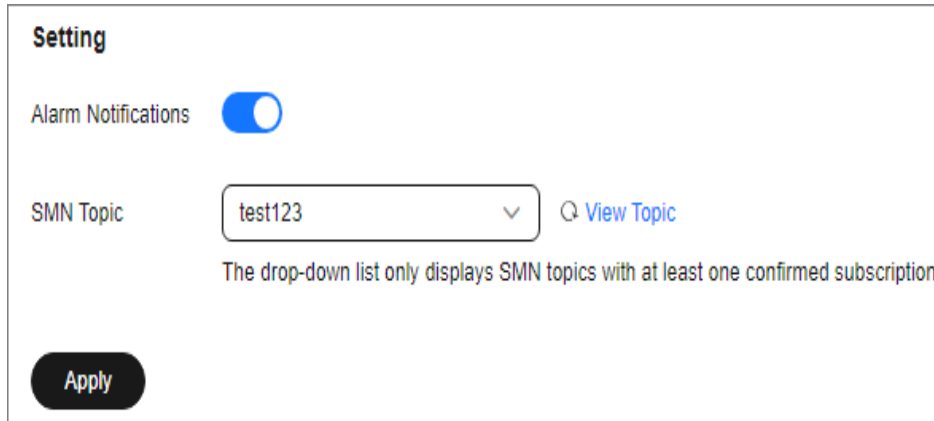 Setting
Alarm Notifications
SMN Topic test123 View Topic
The drop-down list only displays SMN topics with at least one confirmed subscription
Apply